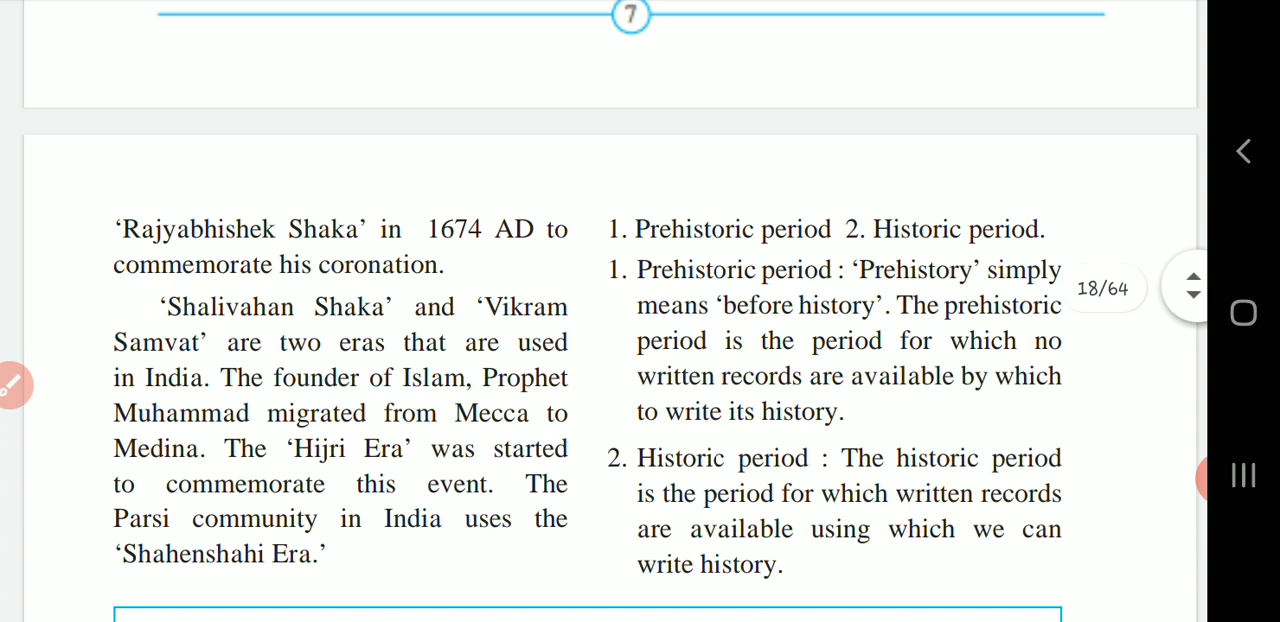 7
‘Rajyabhishek Shaka’ in 1674 AD to
commemorate his coronation.
‘Shalivahan Shaka’ and ‘Vikram
Samvat’ are two eras that are used
in India. The founder of Islam, Prophet
Muhammad migrated from Mecca to
Medina. The ‘Hijri Era’ was started
to commemorate this event. The
Parsi community in India uses the
‘Shahenshahi Era.’
1. Prehistoric period 2. Historic period.
1. Prehistoric period : ‘Prehistory’ simply
means ‘before history’. The prehistoric
period is the period for which no
written records are available by which
to write its history.
2. Historic period : The historic period
is the period for which written records
are available using which we can
write history.
18/64